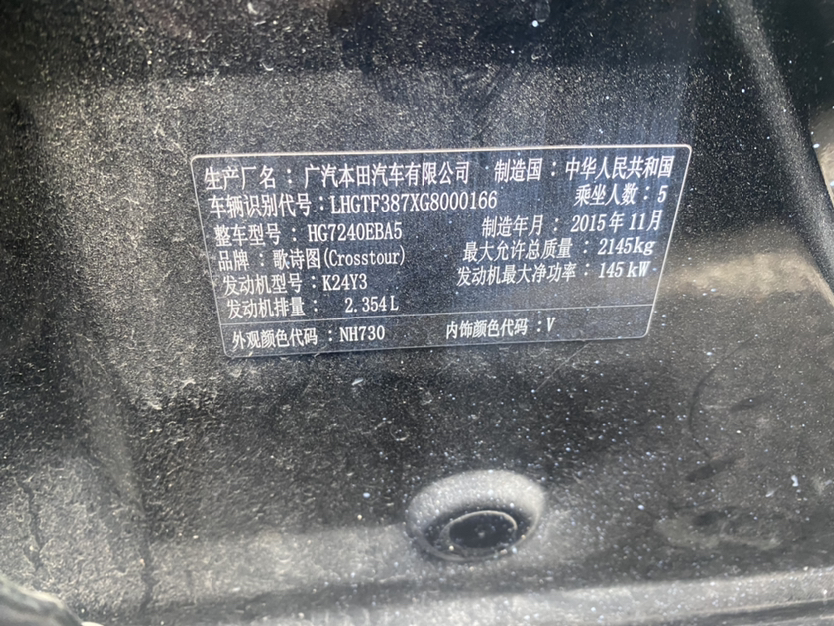 生产厂名：广汽本田汽车有限公司 制造国：中华人民共和国
车辆识别代号：LHGTF387XG8000166 乘坐人数：5
整车型号：HG7240EBA5 制造年月：2015年11月
品牌：歌诗图(Crosstour) 最大允许总质量：2145kg
发动机型号：K24Y3 发动机最大净功率：145kW
发动机排量：2.354L
外观颜色代码：NH730 内饰颜色代码：V